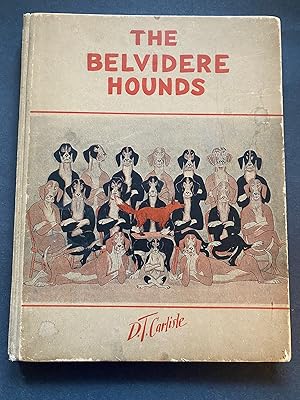 THE
BELVIDERE
HOUNDS
D.T. Carlisle